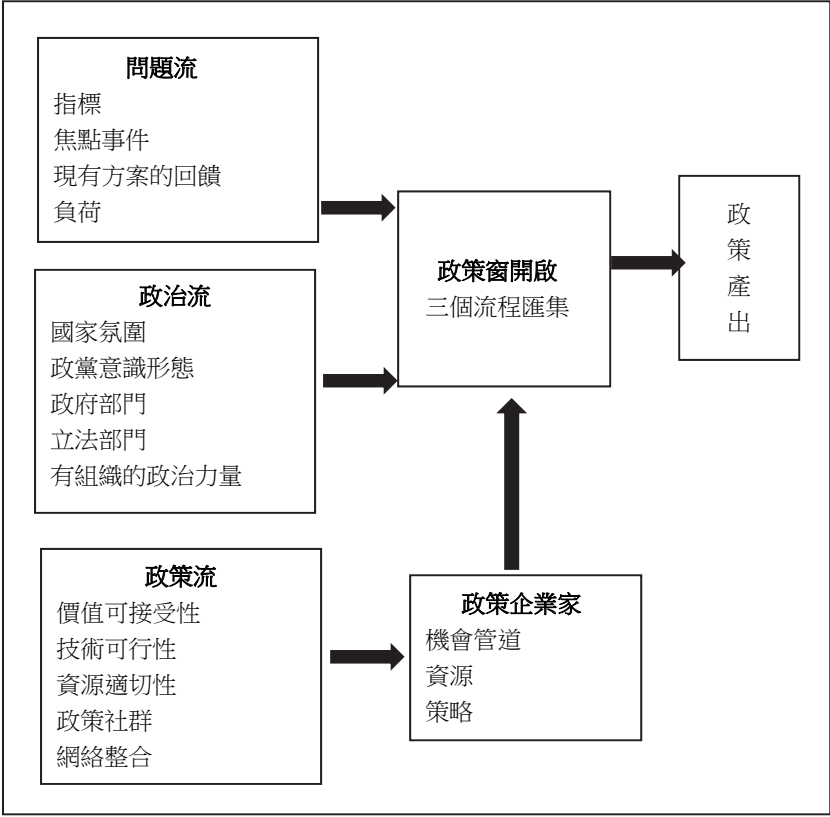 問題流
指標
焦點事件
現有方案的回饋
負荷
政治流
國家氛圍
政黨意識形態
政府部門
立法部門
有組織的政治力量
政策流
價值可接受性
技術可行性
資源適切性
政策社群
網絡整合
政策窗開啟
三個流程匯集
政策企業家
機會管道
資源
策略
政
策
產
出